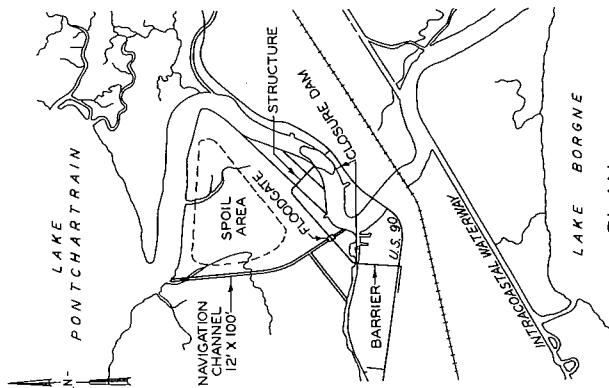 LAKE
PONTCHARTRAIN
-N-
NAVIGATION
CHANNEL
12' X 100'
SPOIL
AREA
FLOODGATE
STRUCTURE
CLOSURE DAM
BARRIER
U.S. 90
INTRACOASTAL WATERWAY
LAKE BORGNE